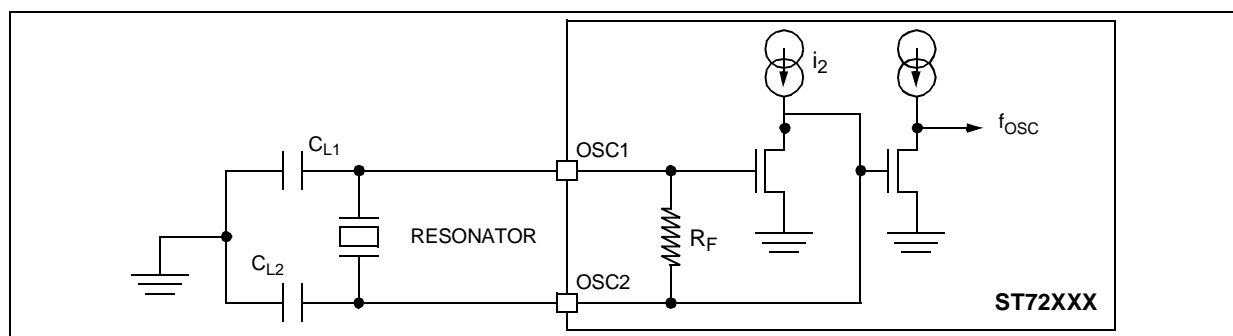 i2
fOSC
CL1
OSC1
RESONATOR
RF
CL2
OSC2
ST72XXX